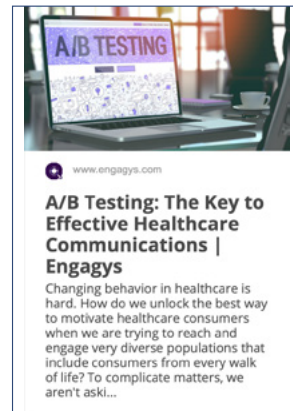 A/B TESTING
www.engagys.com
A/B Testing: The Key to
Effective Healthcare
Communications |
Engagys
Changing behavior in healthcare is
hard. How do we unlock the best way
to motivate healthcare consumers
when we are trying to reach and
engage very diverse populations that
include consumers from every walk
of life? To complicate matters, we
aren't aski...